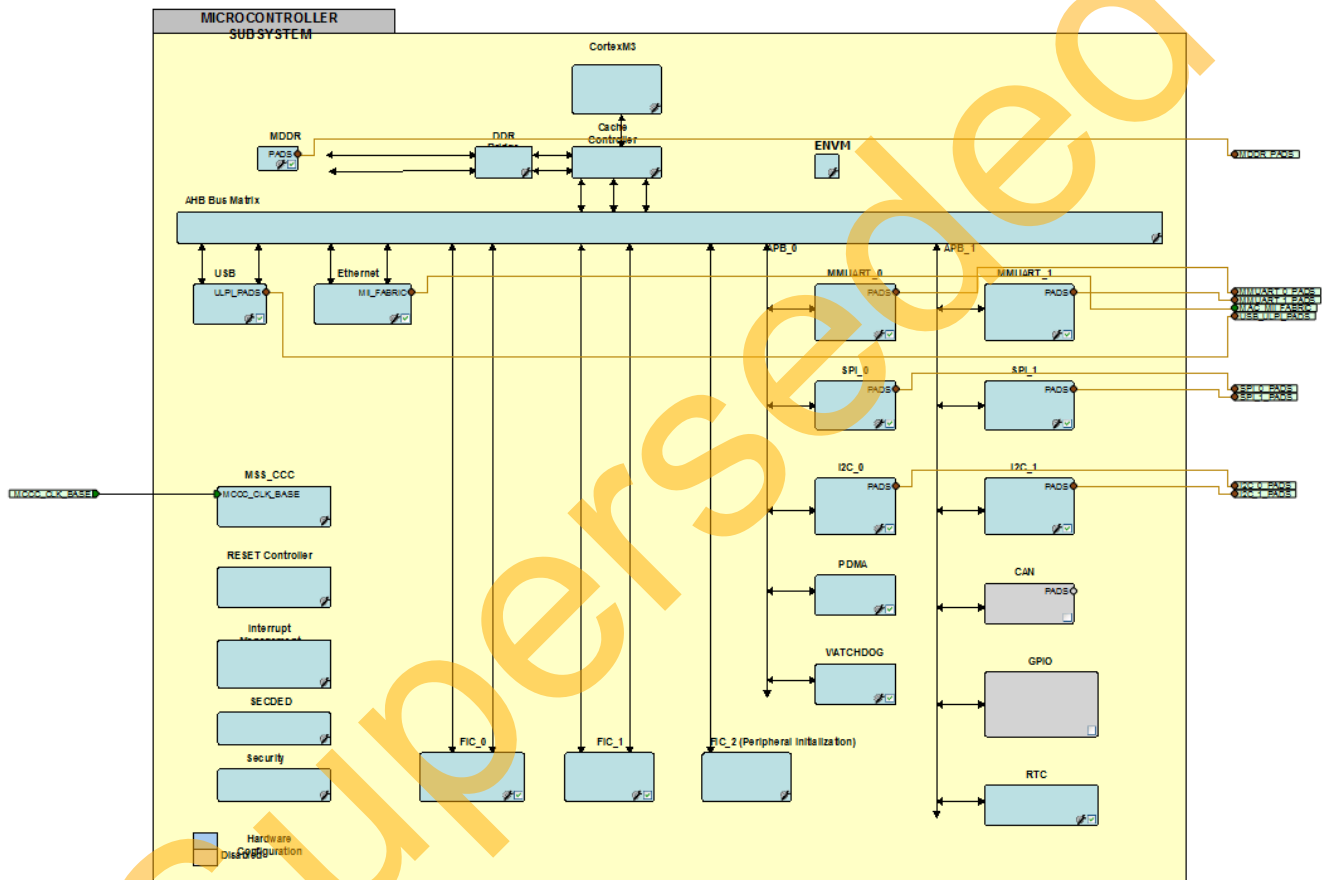 MICROCONTROLLER
SUBSYSTEM
CortexM3
MDDR
PADS
DDR
Bridge
Cache
Controller
ENVM
MDDR_PADS
AHB Bus Matrix
APB_0
APB_1
USB
ULPI_PADS
Ethernet
MII_FABRIC
MMUART_0
PADS
MMUART_1
PADS
MMUART_0_PADS
MMUART_1_PADS
MAC_MII_FABRIC
USB_ULPI_PADS
SPI_0
PADS
SPI_1
PADS
SPI_0_PADS
SPI_1_PADS
MSS_CCC
MCCC_CLK_BASE
MCCC_CLK_BASE
I2C_0
PADS
I2C_1
PADS
I2C_0_PADS
I2C_1_PADS
RESET Controller
PDMA
CAN
PADS
Interrupt
Management
WATCHDOG
GPIO
SECDED
Security
FIC_0
FIC_1
FIC_2 (Peripheral Initialization)
RTC
Hardware
Configuration
Disabled
Superseded